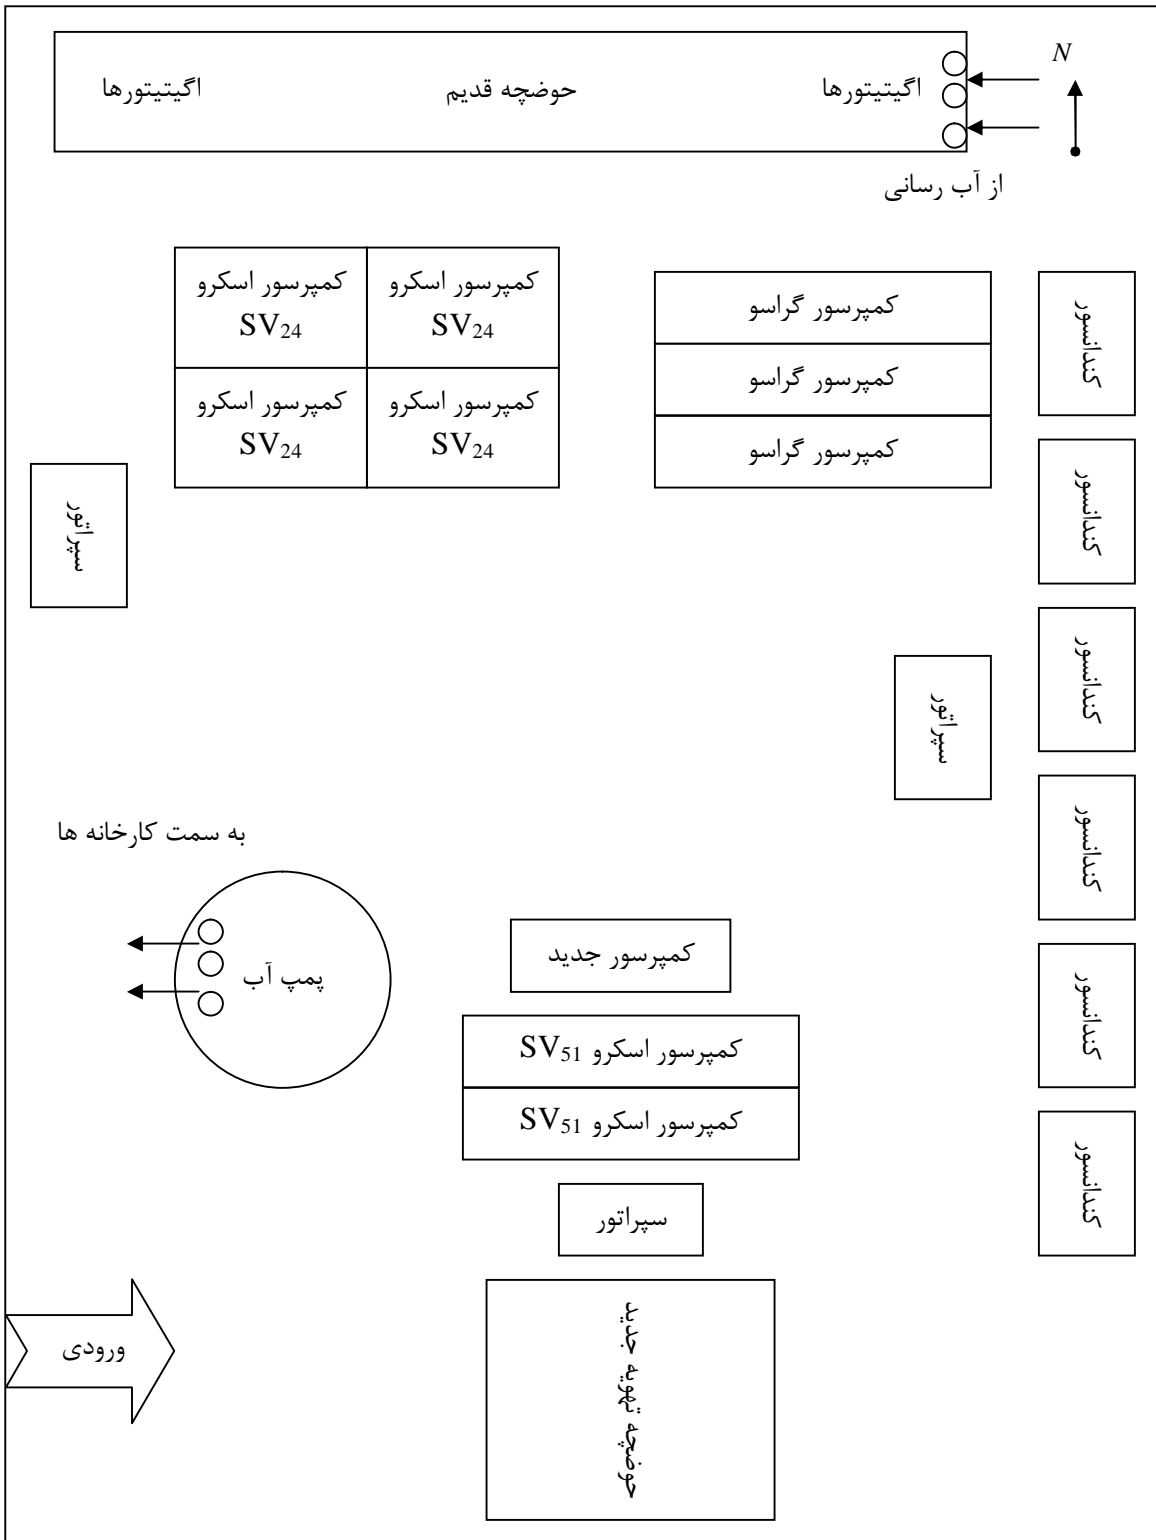 N
اگیتیتورها
حوضچه قدیم
اگیتیتورها
از آب رسانی
کمپرسور گراسو
کمپرسور گراسو
کمپرسور گراسو
کمپرسور اسکرو
SV24
کمپرسور اسکرو
SV24
کمپرسور اسکرو
SV24
کمپرسور اسکرو
SV24
کندانسور
کندانسور
کندانسور
کندانسور
کندانسور
کندانسور
سپراتور
سپراتور
به سمت کارخانه ها
پمپ آب
کمپرسور جدید
کمپرسور اسکرو SV51
کمپرسور اسکرو SV51
سپراتور
ورودی
حوضچه تهویه جدید